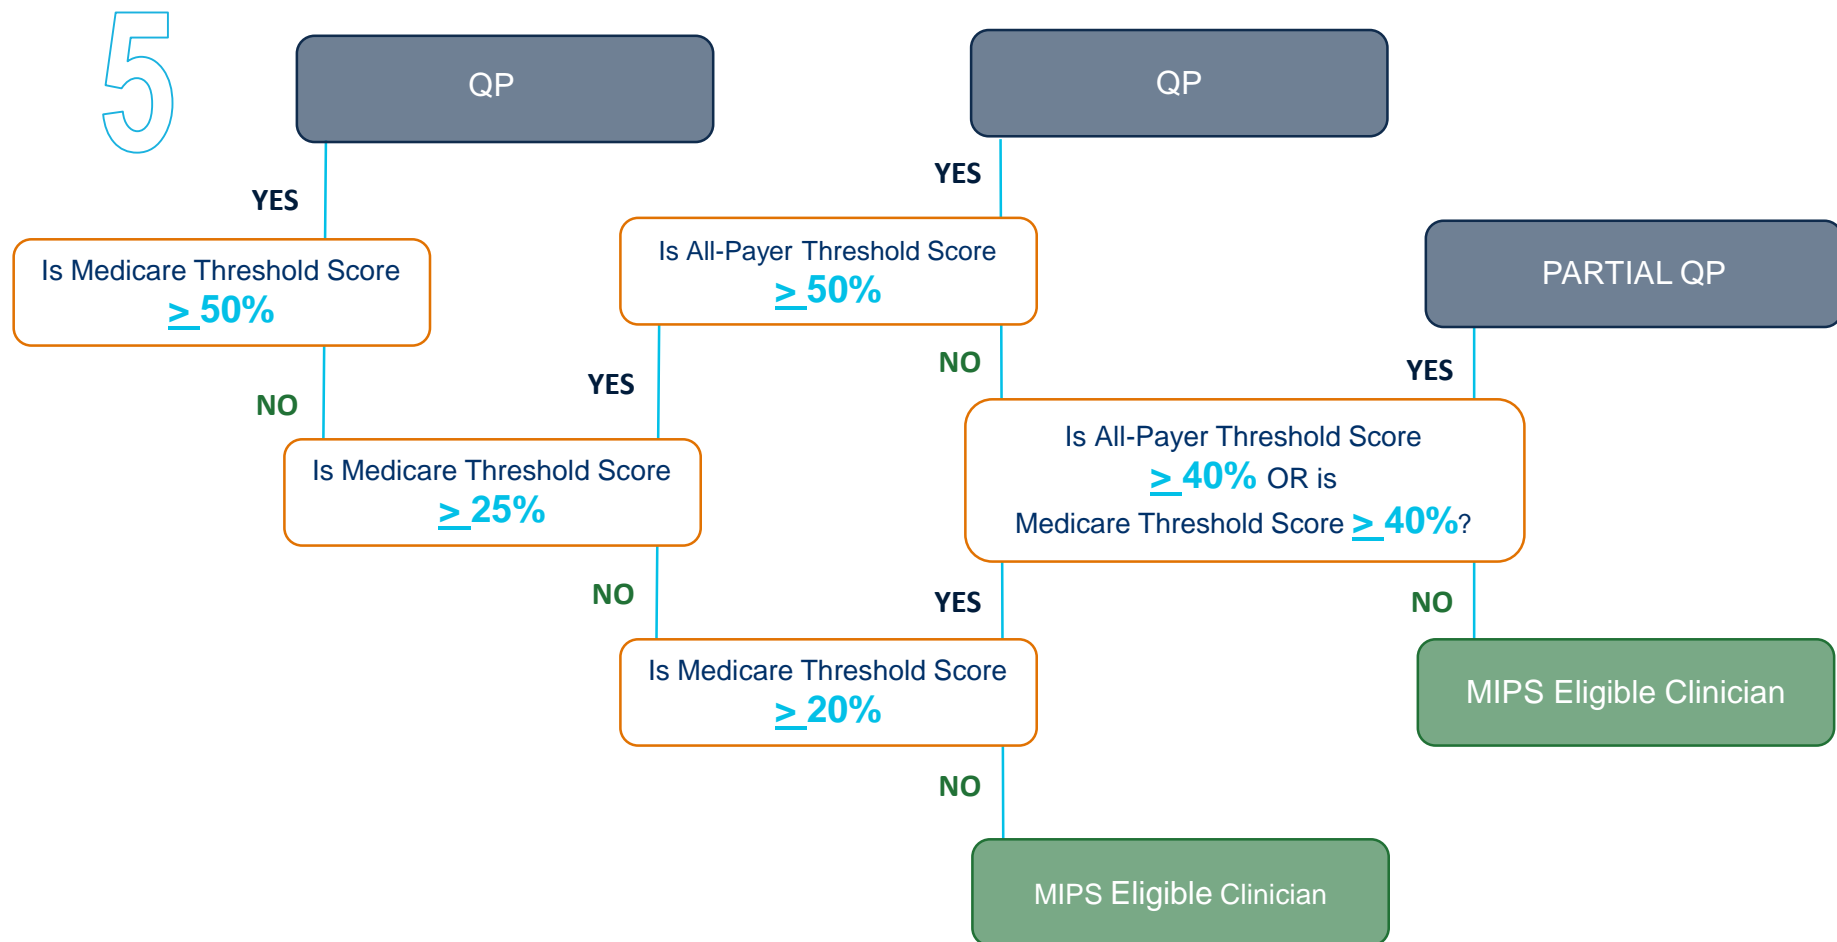 5
QP
QP
YES
YES
Is Medicare Threshold Score
≥ 50%
Is All-Payer Threshold Score
≥ 50%
PARTIAL QP
NO
YES
NO
YES
Is Medicare Threshold Score
≥ 25%
Is All-Payer Threshold Score
≥ 40% OR is
Medicare Threshold Score ≥ 40%?
NO
YES
NO
Is Medicare Threshold Score
≥ 20%
MIPS Eligible Clinician
NO
MIPS Eligible Clinician